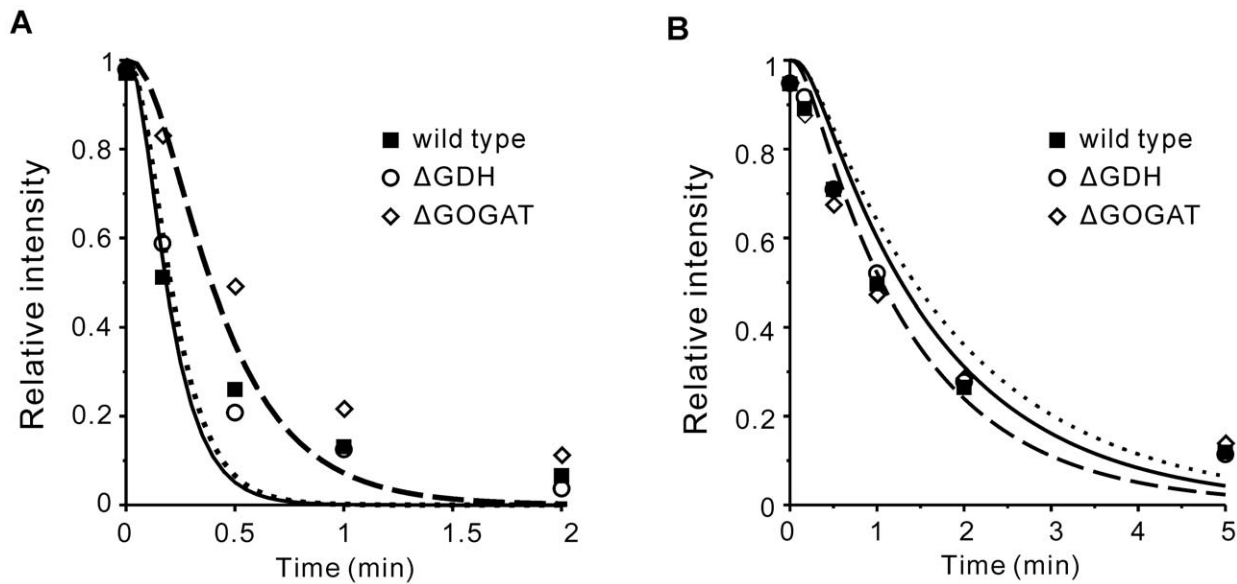 A
Relative intensity
1
0.8
0.6
0.4
0.2
0
0
0.5
1
1.5
2
Time (min)
wild type
ΔGDH
ΔGOGAT
B
Relative intensity
1
0.8
0.6
0.4
0.2
0
0
1
2
3
4
5
Time (min)
wild type
ΔGDH
ΔGOGAT